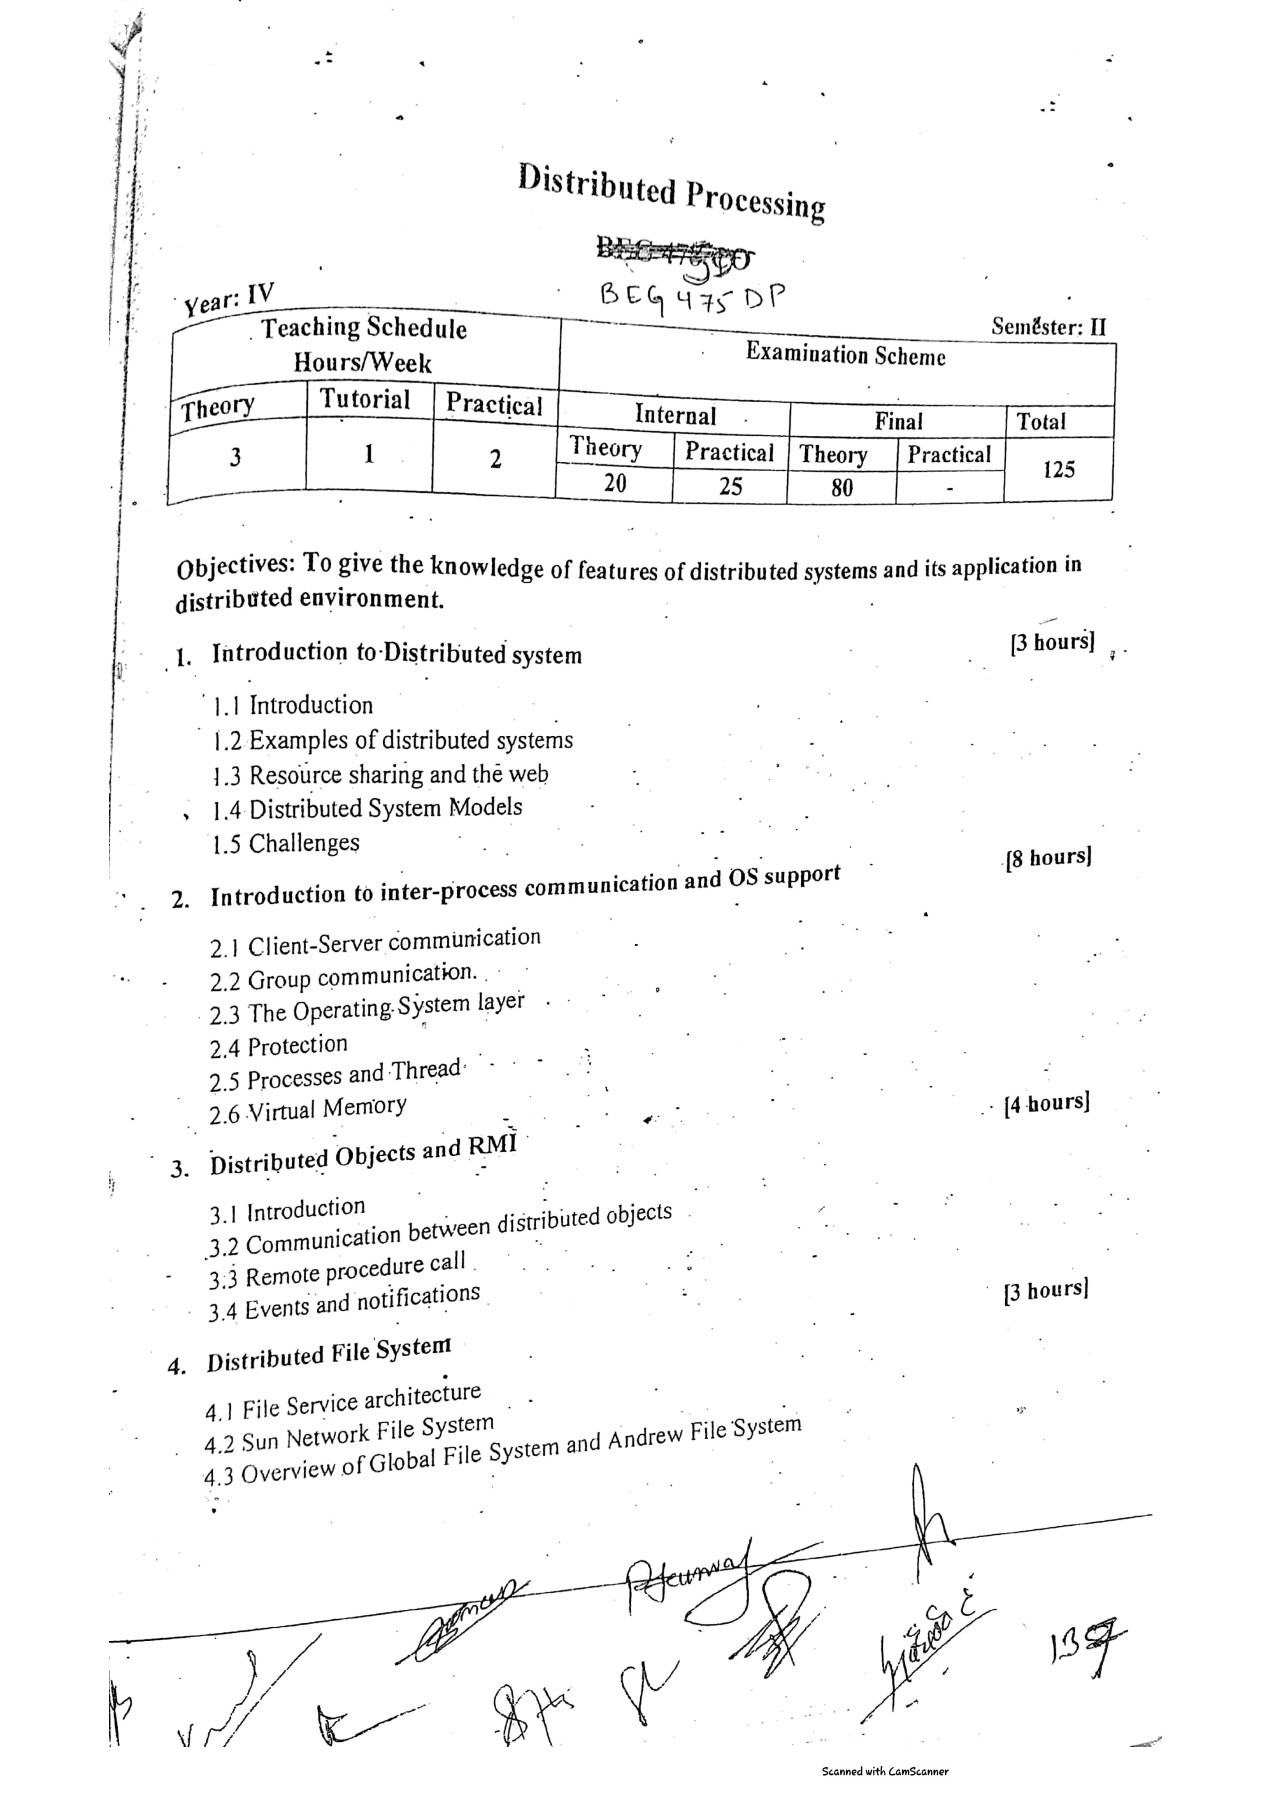 Distributed Processing
BEG 475 DP
Year: IV
Semester: II
Teaching Schedule
Hours/Week
Examination Scheme
Theory Tutorial Practical Internal Final Total
3 1 2 Theory Practical Theory Practical 125
20 25 80 -
Objectives: To give the knowledge of features of distributed systems and its application in
distributed environment.
1. Introduction to Distributed system [3 hours]
1.1 Introduction
1.2 Examples of distributed systems
1.3 Resource sharing and the web
1.4 Distributed System Models
1.5 Challenges
2. Introduction to inter-process communication and OS support [8 hours]
2.1 Client-Server communication
2.2 Group communication.
2.3 The Operating System layer
2.4 Protection
2.5 Processes and Thread
2.6 Virtual Memory
3. Distributed Objects and RMI [4 hours]
3.1 Introduction
3.2 Communication between distributed objects
3.3 Remote procedure call
3.4 Events and notifications
4. Distributed File System [3 hours]
4.1 File Service architecture
4.2 Sun Network File System
4.3 Overview of Global File System and Andrew File System
Scanned with CamScanner